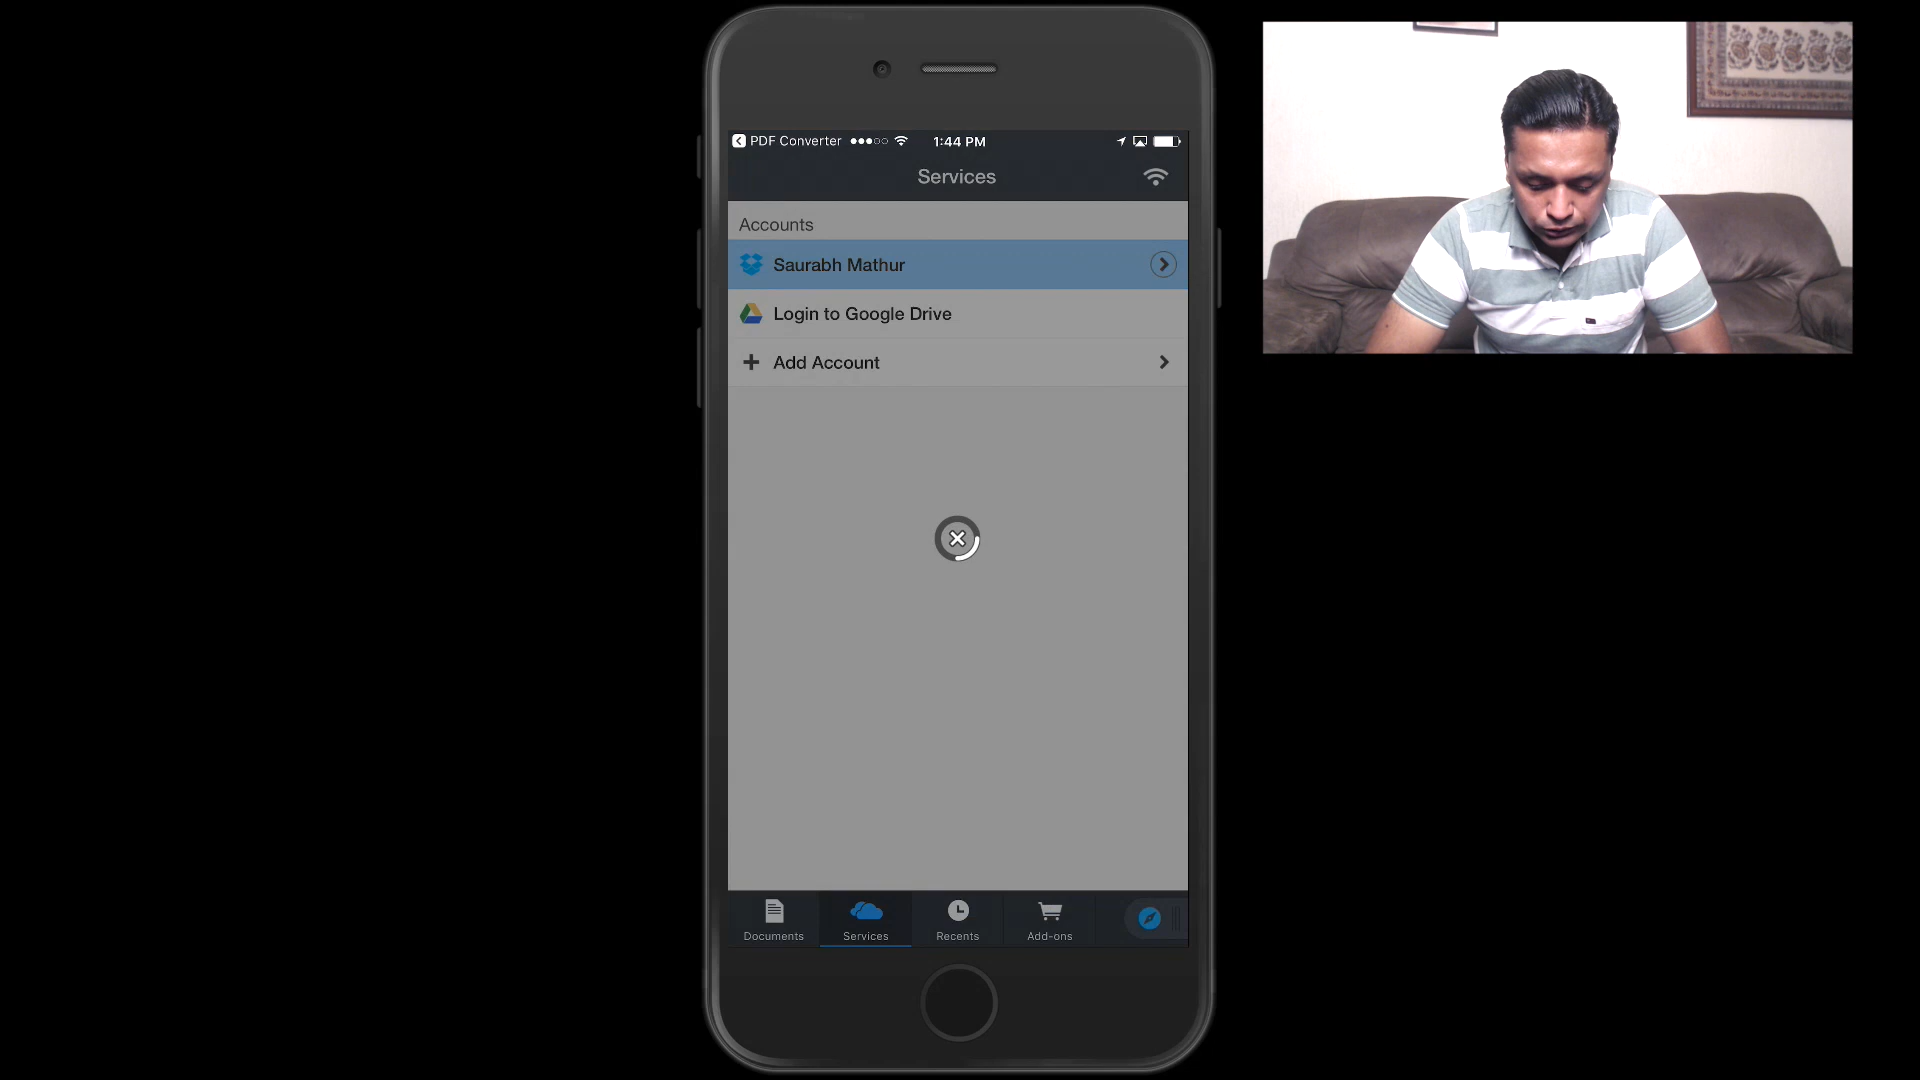 PDF Converter 1:44 PM
Services
Accounts
Saurabh Mathur
Login to Google Drive
Add Account
Documents Services Recents Add-ons